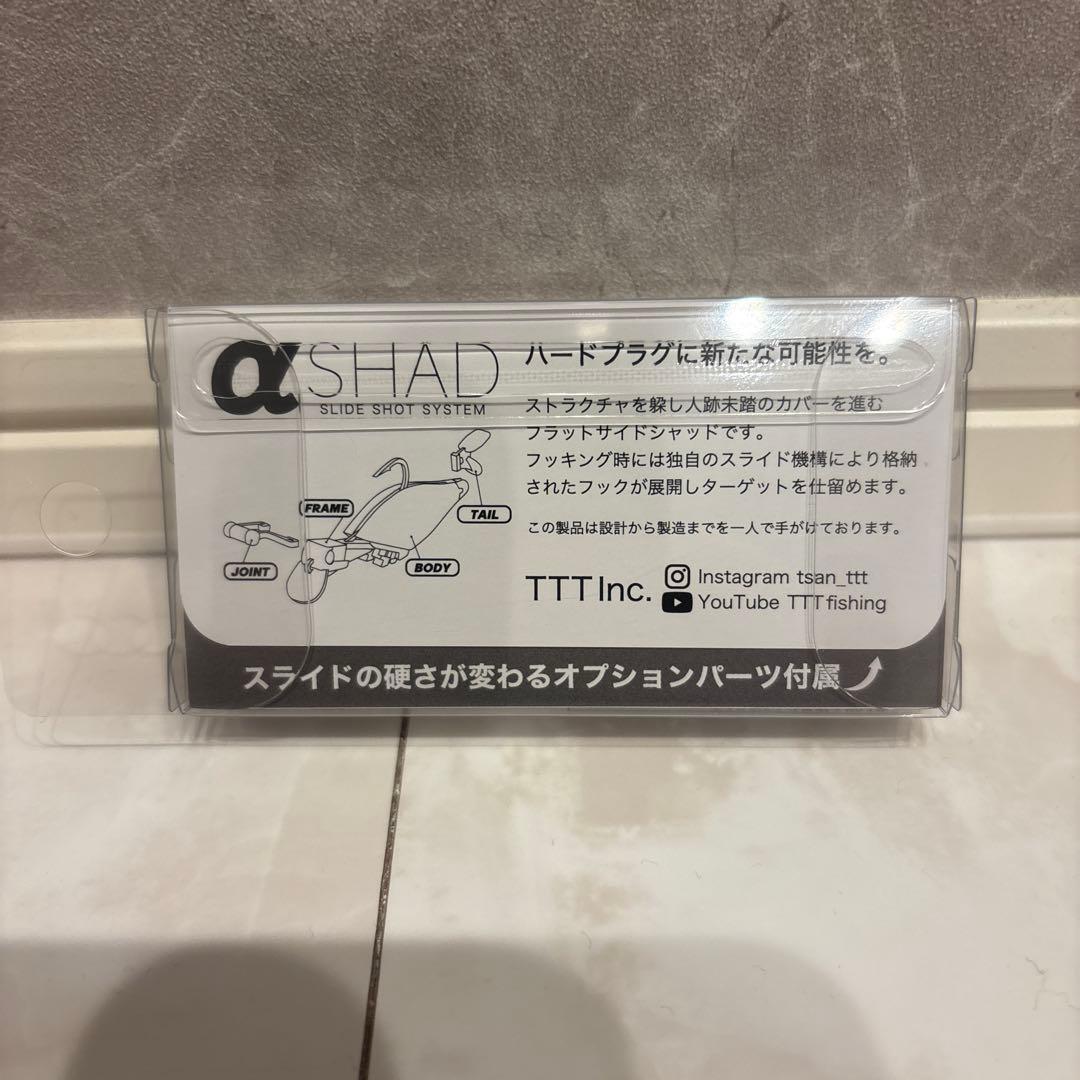 αSHAD
SLIDE SHOT SYSTEM
ハードプラグに新たな可能性を。
ストラクチャを躱し人跡未踏のカバーを進む
フラットサイドシャッドです。
フッキング時には独自のスライド機構により格納
されたフックが展開しターゲットを仕留めます。
この製品は設計から製造までを一人で手がけております。
FRAME
TAIL
JOINT
BODY
TTT Inc.
Instagram tsan_ttt
YouTube TTTfishing
スライドの硬さが変わるオプションパーツ付属